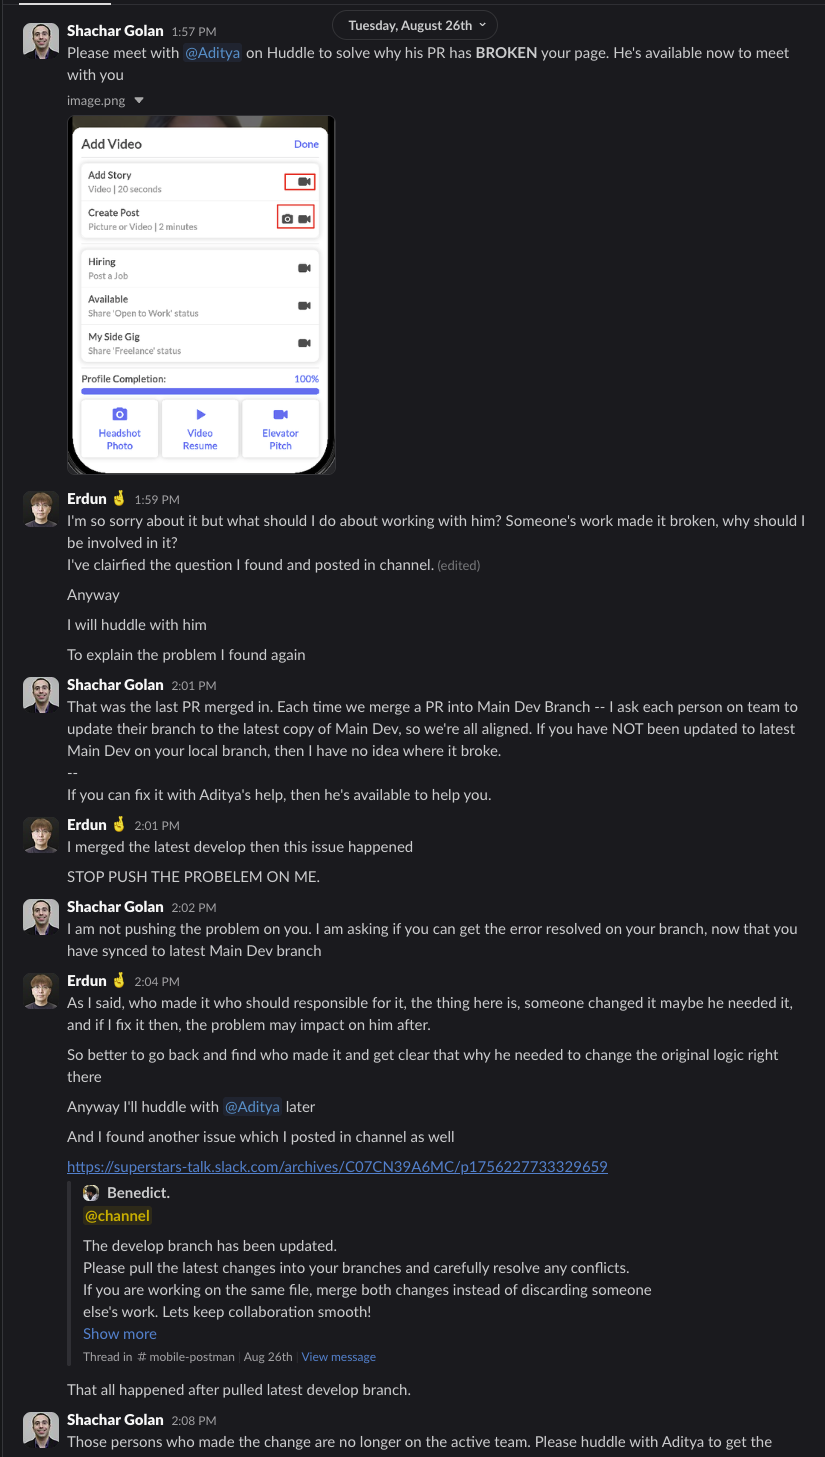 Tuesday, August 26th
Shachar Golan 1:57 PM
Please meet with @Aditya on Huddle to solve why his PR has BROKEN your page. He's available now to meet
with you
image.png
Add Video Done
Add Story
Video | 20 seconds
Create Post
Picture or Video | 2 minutes
Hiring
Post a Job
Available
Share 'Open to Work' status
My Side Gig
Share 'Freelance' status
Profile Completion: 100%
Headshot
Photo
Video
Resume
Elevator
Pitch
Erdun 🤞 1:59 PM
I'm so sorry about it but what should I do about working with him? Someone's work made it broken, why should I
be involved in it?
I've clairfied the question I found and posted in channel. (edited)
Anyway
I will huddle with him
To explain the problem I found again
Shachar Golan 2:01 PM
That was the last PR merged in. Each time we merge a PR into Main Dev Branch -- I ask each person on team to
update their branch to the latest copy of Main Dev, so we're all aligned. If you have NOT been updated to latest
Main Dev on your local branch, then I have no idea where it broke.
--
If you can fix it with Aditya's help, then he's available to help you.
Erdun 🤞 2:01 PM
I merged the latest develop then this issue happened
STOP PUSH THE PROBELEM ON ME.
Shachar Golan 2:02 PM
I am not pushing the problem on you. I am asking if you can get the error resolved on your branch, now that you
have synced to latest Main Dev branch
Erdun 🤞 2:04 PM
As I said, who made it who should responsible for it, the thing here is, someone changed it maybe he needed it,
and if I fix it then, the problem may impact on him after.
So better to go back and find who made it and get clear that why he needed to change the original logic right
there
Anyway I'll huddle with @Aditya later
And I found another issue which I posted in channel as well
https://superstars-talk.slack.com/archives/C07CN39A6MC/p1756227733329659
Benedict.
@channel
The develop branch has been updated.
Please pull the latest changes into your branches and carefully resolve any conflicts.
If you are working on the same file, merge both changes instead of discarding someone
else's work. Lets keep collaboration smooth!
Show more
Thread in # mobile-postman | Aug 26th | View message
That all happened after pulled latest develop branch.
Shachar Golan 2:08 PM
Those persons who made the change are no longer on the active team. Please huddle with Aditya to get the